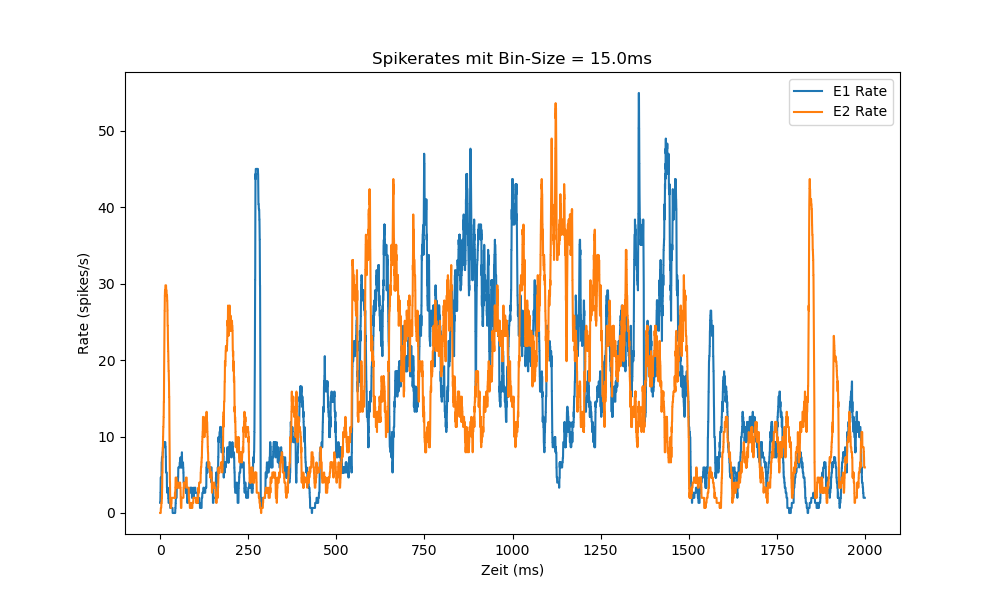 Spikerates mit Bin-Size = 15.0ms
E1 Rate
E2 Rate
Rate (spikes/s)
50
40
30
20
10
0
0 250 500 750 1000 1250 1500 1750 2000
Zeit (ms)